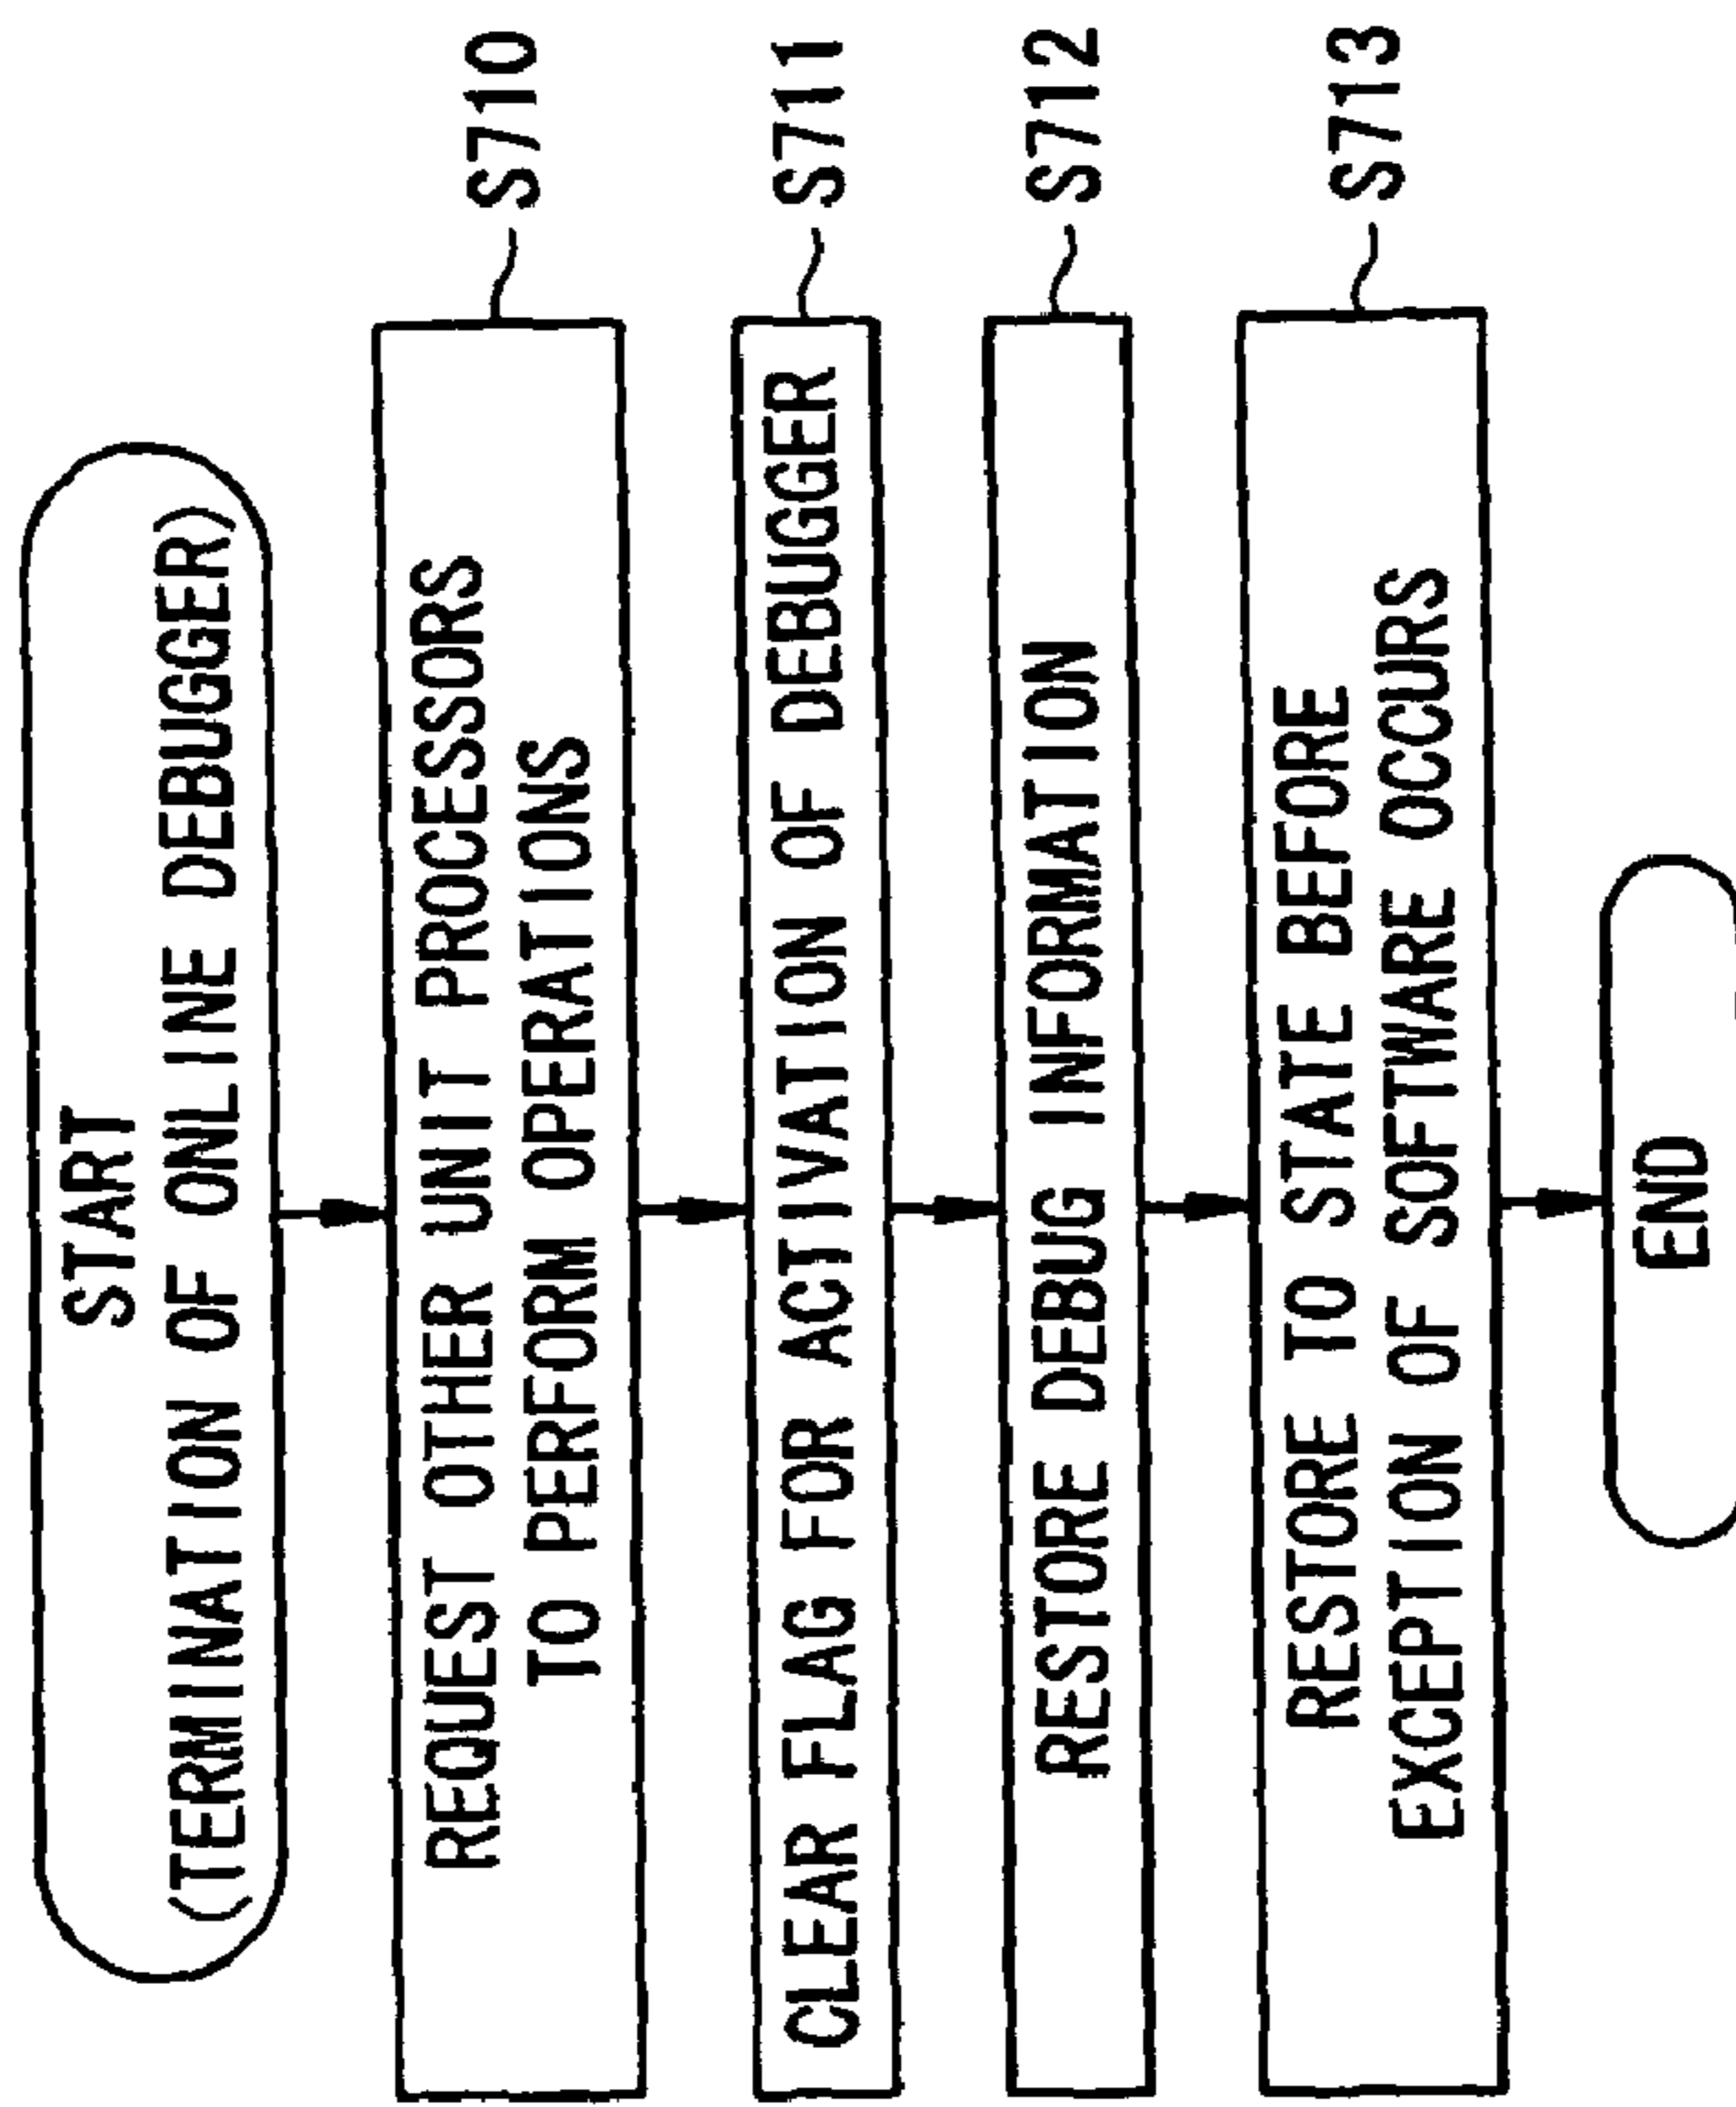 START
(TERMINATION OF ONLINE DEBUGGER)
REQUEST OTHER UNIT PROCESSORS
TO PERFORM OPERATIONS
S710
CLEAR FLAG FOR ACTIVATION OF DEBUGGER
S711
RESTORE DEBUG INFORMATION
S712
RESTORE TO STATE BEFORE
EXCEPTION OF SOFTWARE OCCURS
S713
END